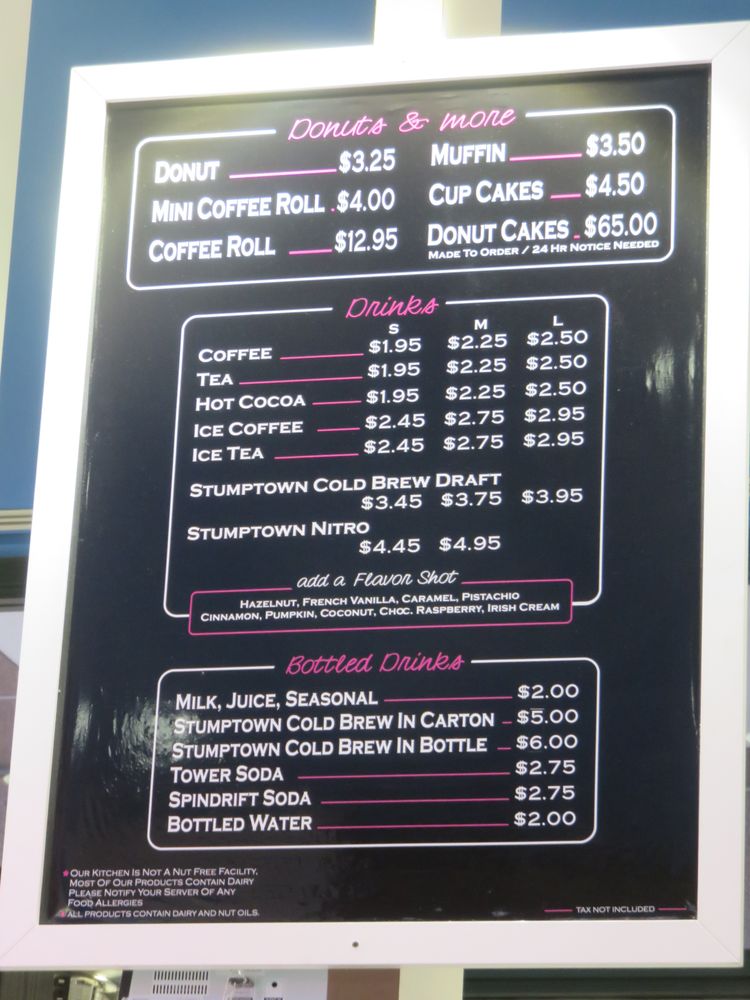 Donuts & more
DONUT $3.25
MINI COFFEE ROLL $4.00
COFFEE ROLL $12.95
MUFFIN $3.50
CUP CAKES $4.50
DONUT CAKES $65.00
MADE TO ORDER / 24 HR NOTICE NEEDED
Drinks
S M L
COFFEE $1.95 $2.25 $2.50
TEA $1.95 $2.25 $2.50
HOT COCOA $1.95 $2.25 $2.50
ICE COFFEE $2.45 $2.75 $2.95
ICE TEA $2.45 $2.75 $2.95
STUMPTOWN COLD BREW DRAFT
$3.45 $3.75 $3.95
STUMPTOWN NITRO
$4.45 $4.95
add a Flavor Shot
HAZELNUT, FRENCH VANILLA, CARAMEL, PISTACHIO
CINNAMON, PUMPKIN, COCONUT, CHOC. RASPBERRY, IRISH CREAM
Bottled Drinks
MILK, JUICE, SEASONAL $2.00
STUMPTOWN COLD BREW IN CARTON $5.00
STUMPTOWN COLD BREW IN BOTTLE $6.00
TOWER SODA $2.75
SPINDRIFT SODA $2.75
BOTTLED WATER $2.00
*OUR KITCHEN IS NOT A NUT FREE FACILITY,
MOST OF OUR PRODUCTS CONTAIN DAIRY
PLEASE NOTIFY YOUR SERVER OF ANY
FOOD ALLERGIES
*ALL PRODUCTS CONTAIN DAIRY AND NUT OILS.
TAX NOT INCLUDED